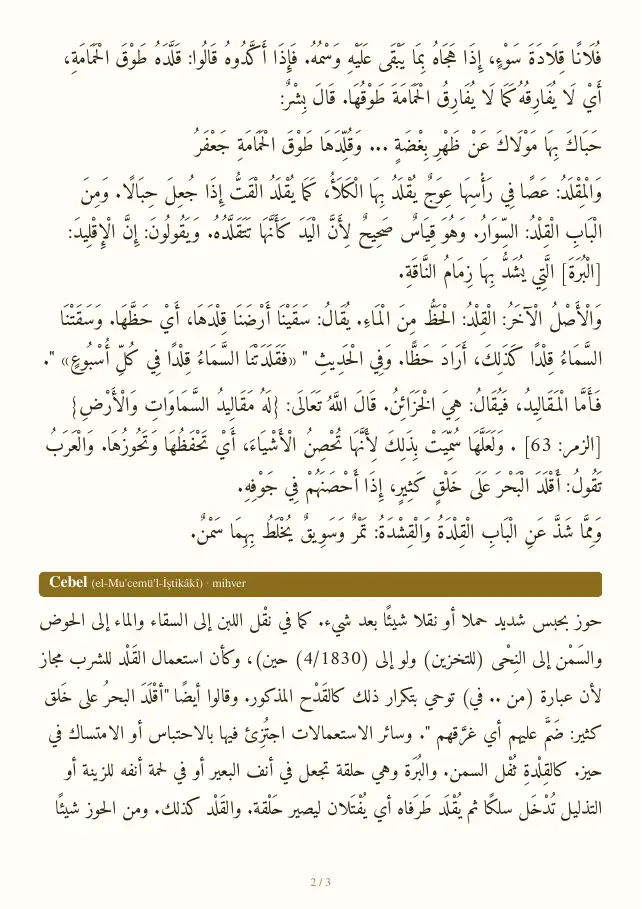 فُلَانًا قِلَادَةَ سَوْءٍ، إِذَا هَجَاهُ بِمَا يَبْقَى عَلَيْهِ وَسْمُهُ. فَإِذَا أَكَّدُوهُ قَالُوا: قَلَّدَهُ طَوْقَ الْحَمَامَةِ،
أَيْ لَا يُفَارِقُهُ كَمَا لَا يُفَارِقُ الْحَمَامَةَ طَوْقُهَا. قَالَ بِشْرٌ:
حَبَاكَ بِهَا مَوْلَاكَ عَنْ ظَهْرِ بِغْضَةٍ ... وَقُلِّدَهَا طَوْقَ الْحَمَامَةِ جَعْفَرُ
وَالْمِقْلَدُ: عَصًا فِي رَأْسِهَا عِوَجٌ يُقْلَدُ بِهَا الْكَلَأُ، كَمَا يُقْلَدُ الْقَتُّ إِذَا جُعِلَ حِبَالًا. وَمِنَ
الْبَابِ الْقِلْدُ: السِّوَارُ. وَهُوَ قِيَاسٌ صَحِيحٌ لِأَنَّ الْيَدَ كَأَنَّهَا تَتَقَلَّدُهُ. وَيَقُولُونَ: إِنَّ الْإِقْلِيدَ:
[الْبُرَةَ] الَّتِي يُشَدُّ بِهَا زِمَامُ النَّاقَةِ.
وَالْأَصْلُ الْآخَرُ: الْقِلْدُ: الْحَظُّ مِنَ الْمَاءِ. يُقَالُ: سَقَيْنَا أَرْضَنَا قِلْدَهَا، أَيْ حَظَّهَا. وَسَقَتْنَا
السَّمَاءُ قِلْدًا كَذَلِكَ، أَرَادَ حَظًّا. وَفِي الْحَدِيثِ " «فَقَلَدَتْنَا السَّمَاءُ قِلْدًا فِي كُلِّ أُسْبُوعٍ» ".
فَأَمَّا الْمَقَالِيدُ، فَيُقَالُ: هِيَ الْخَزَائِنُ. قَالَ اللَّهُ تَعَالَى: {لَهُ مَقَالِيدُ السَّمَاوَاتِ وَالْأَرْضِ}
[الزمر: 63] . وَلَعَلَّهَا سُمِّيَتْ بِذَلِكَ لِأَنَّهَا تُحْصِنُ الْأَشْيَاءَ، أَيْ تَحْفَظُهَا وَتَحُوزُهَا. وَالْعَرَبُ
تَقُولُ: أَقْلَدَ الْبَحْرَ عَلَى خَلْقٍ كَثِيرٍ، إِذَا أَحْصَنَهُمْ فِي جَوْفِهِ.
وَمِمَّا شَذَّ عَنِ الْبَابِ الْقِلْدَةُ وَالْقِشْدَةُ: تَمْرٌ وَسَوِيقٌ يُخْلَطُ بِهِمَا سَمْنٌ.
Cebel (el-Mu'cemü'l-İştikâkî) · mihver
حوز بحبس شديد حملا أو نقلا شيئًا بعد شيء. كما في نقْل اللبن إلى السقاء والماء إلى الحوض
والسَمْن إلى النِحْى (للتخزين) ولو إلى (4/1830) حين)، وكأن استعمال القَلْد للشرب مجاز
لأن عبارة (من .. في) توحي بتكرار ذلك كالقَدْح المذكور. وقالوا أيضًا "أقْلَدَ البحرُ على خَلق
كثير: ضَمَّ عليهم أي غرَّقهم ". وسائر الاستعمالات اجتُزِئ فيها بالاحتباس أو الامتساك في
حيز. كالقِلْدةِ ثُفْل السمن. والبُرَة وهي حلقة تجعل في أنف البعير أو في لحمة أنفه للزينة أو
التذليل تُدْخَل سلكًا ثم يُقْلَد طَرَفاه أي يُفْتَلان ليصير حَلْقة. والقَلْد كذلك. ومن الحوز شيئًا
2 / 3